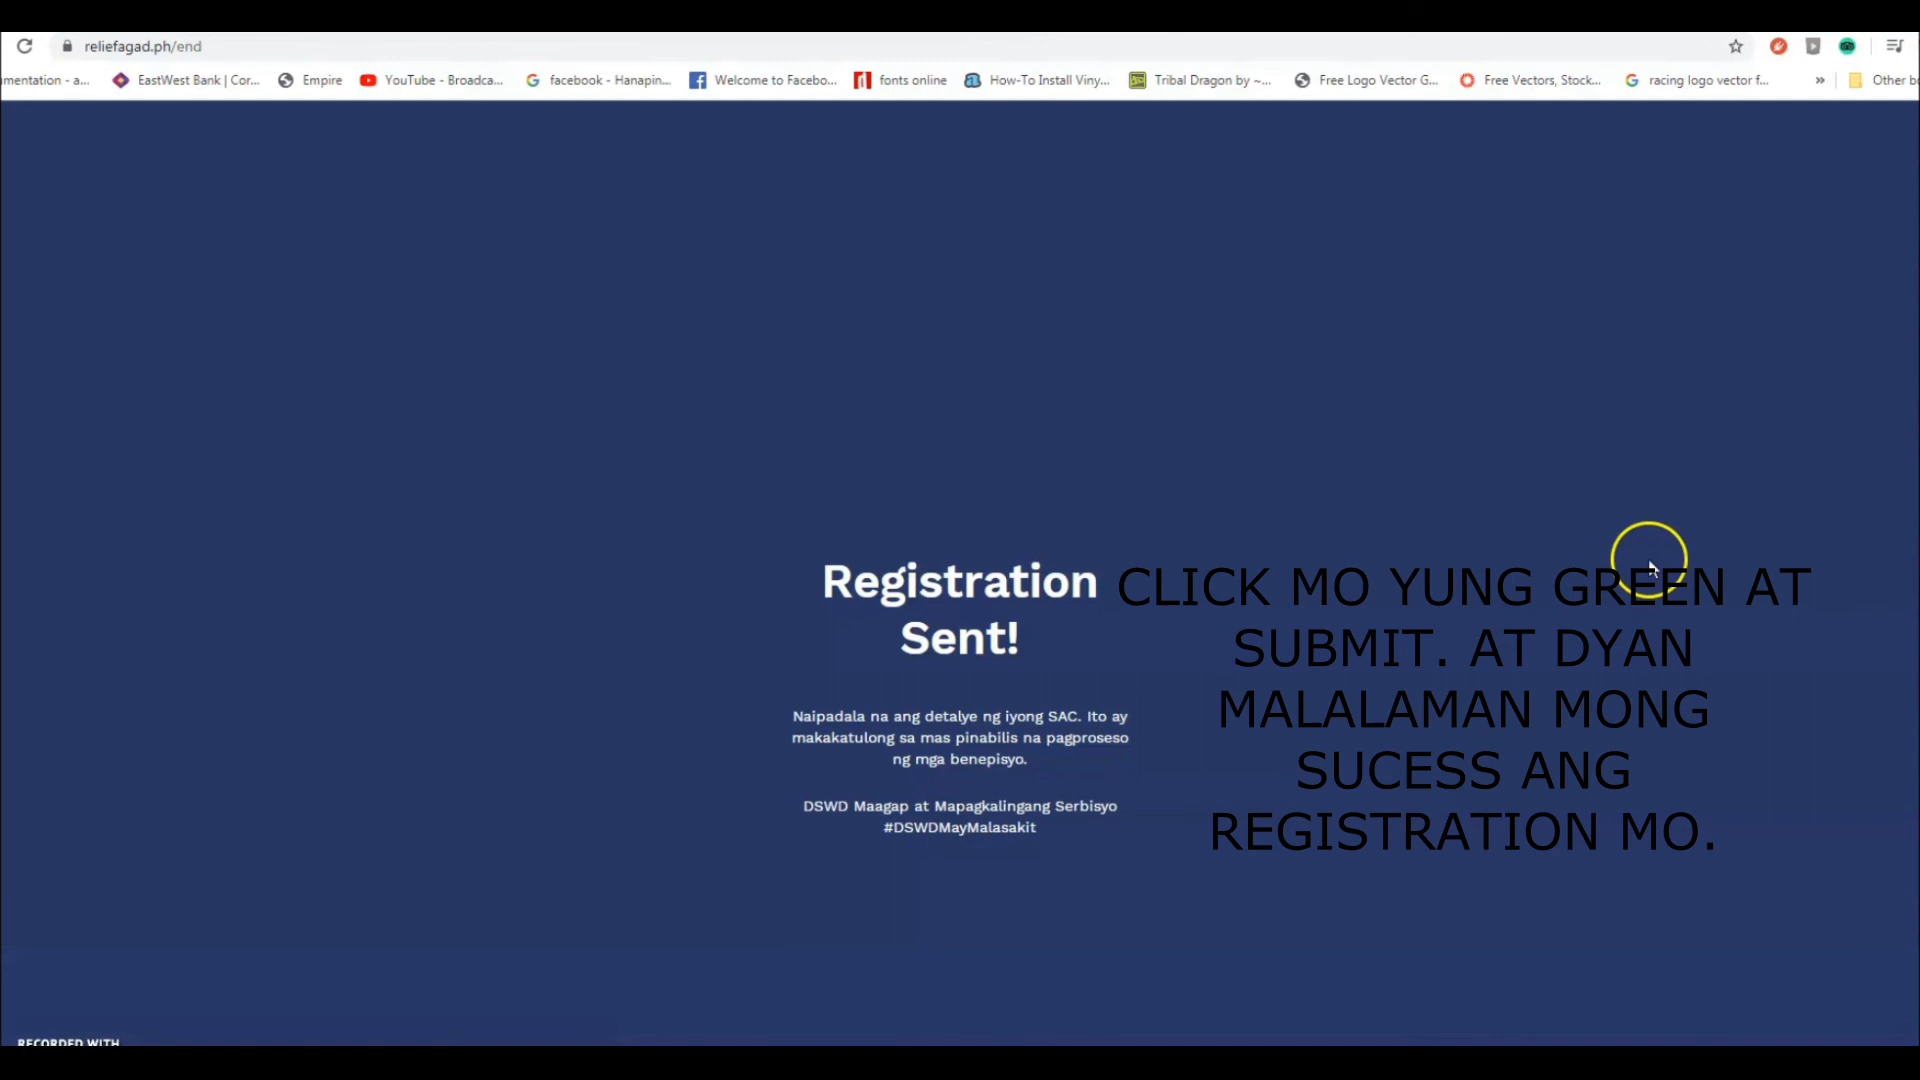 reliefagad.ph/end
mentation - a... EastWest Bank | Cor... Empire YouTube - Broadca... facebook - Hanapin... Welcome to Facebo... fonts online How-To Install Viny... Tribal Dragon by ~... Free Logo Vector G... Free Vectors, Stock... racing logo vector f... » Other bo
Registration
Sent!
Naipadala na ang detalye ng iyong SAC. Ito ay
makakatulong sa mas pinabilis na pagproseso
ng mga benepisyo.
DSWD Maagap at Mapagkalingang Serbisyo
#DSWDMayMalasakit
CLICK MO YUNG GREEN AT
SUBMIT. AT DYAN
MALALAMAN MONG
SUCESS ANG
REGISTRATION MO.
RECORDED WITH